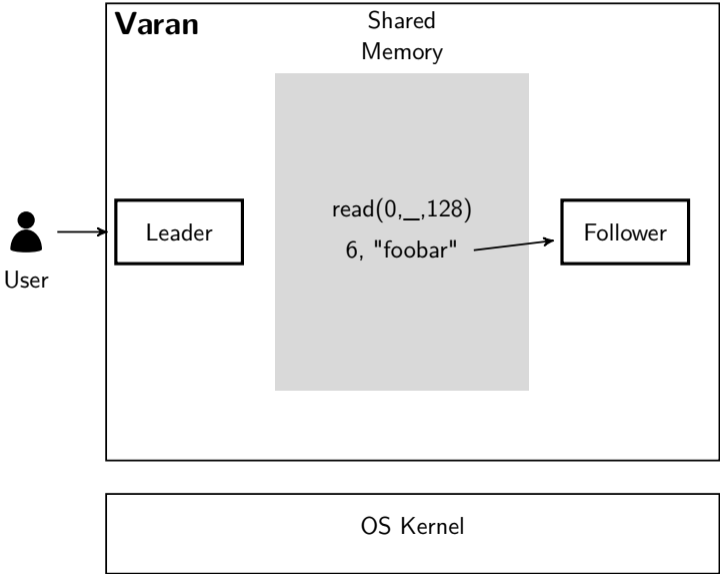 Varan
Shared
Memory
read(0,_,128)
6, "foobar"
Leader
Follower
User
OS Kernel